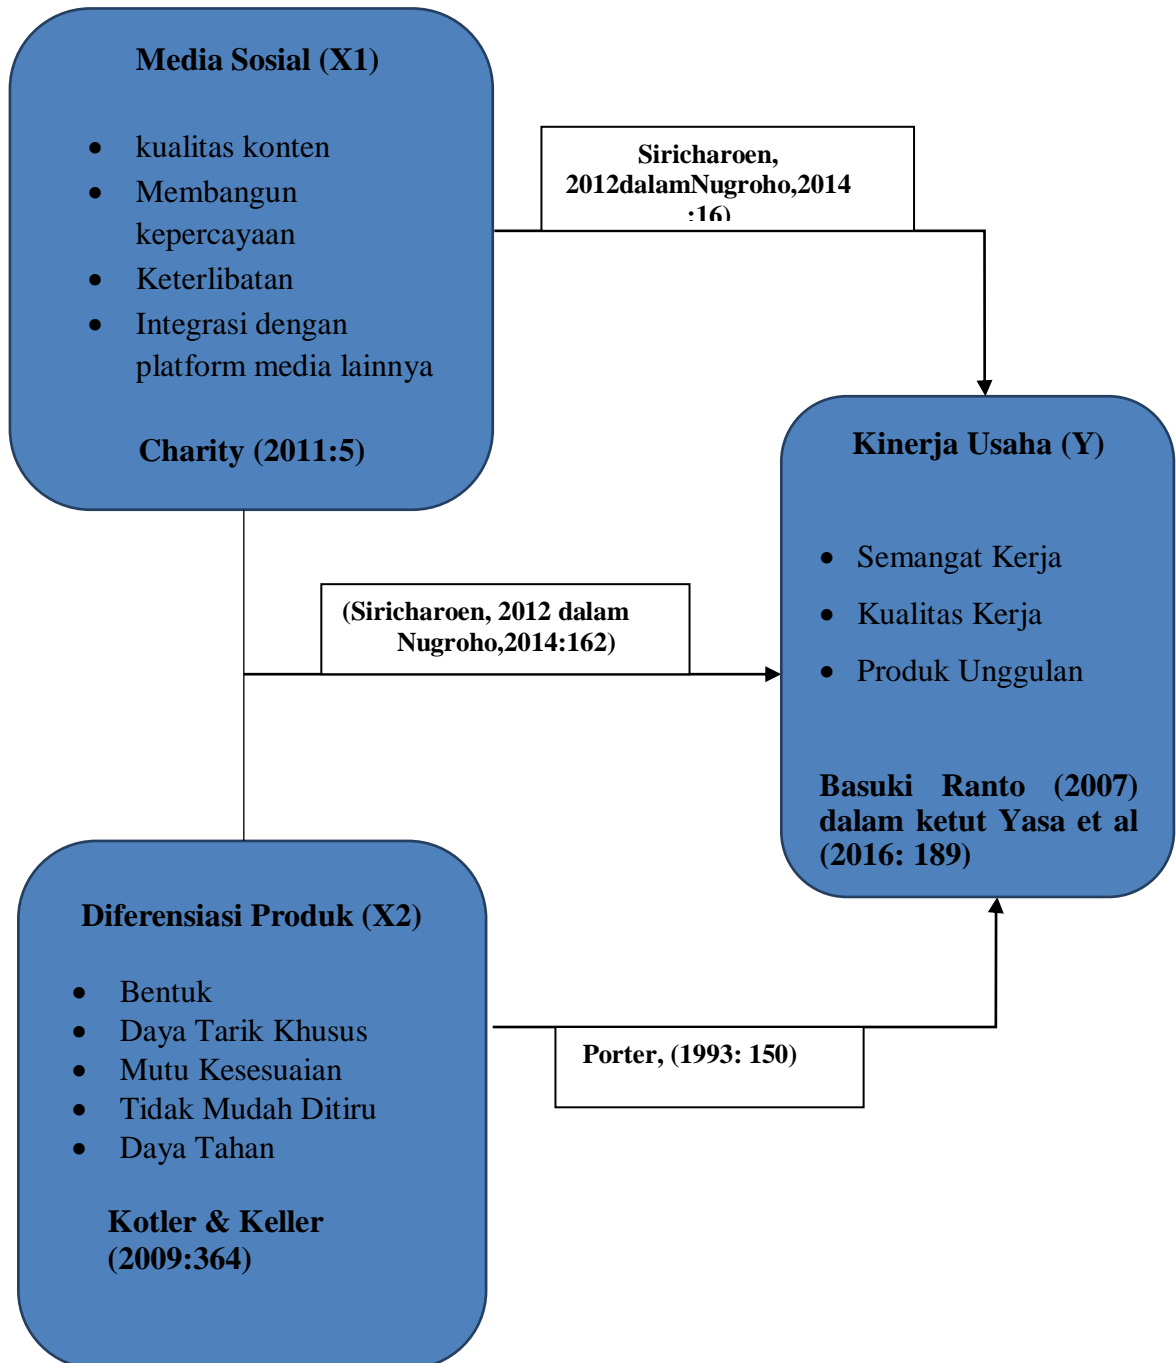 Media Sosial (X1)
• kualitas konten
• Membangun
kepercayaan
• Keterlibatan
• Integrasi dengan
platform media lainnya
Charity (2011:5)
Siricharoen,
2012dalamNugroho,2014
:16)
Kinerja Usaha (Y)
• Semangat Kerja
• Kualitas Kerja
• Produk Unggulan
Basuki Ranto (2007)
dalam ketut Yasa et al
(2016: 189)
(Siricharoen, 2012 dalam
Nugroho,2014:162)
Diferensiasi Produk (X2)
• Bentuk
• Daya Tarik Khusus
• Mutu Kesesuaian
• Tidak Mudah Ditiru
• Daya Tahan
Kotler & Keller
(2009:364)
Porter, (1993: 150)